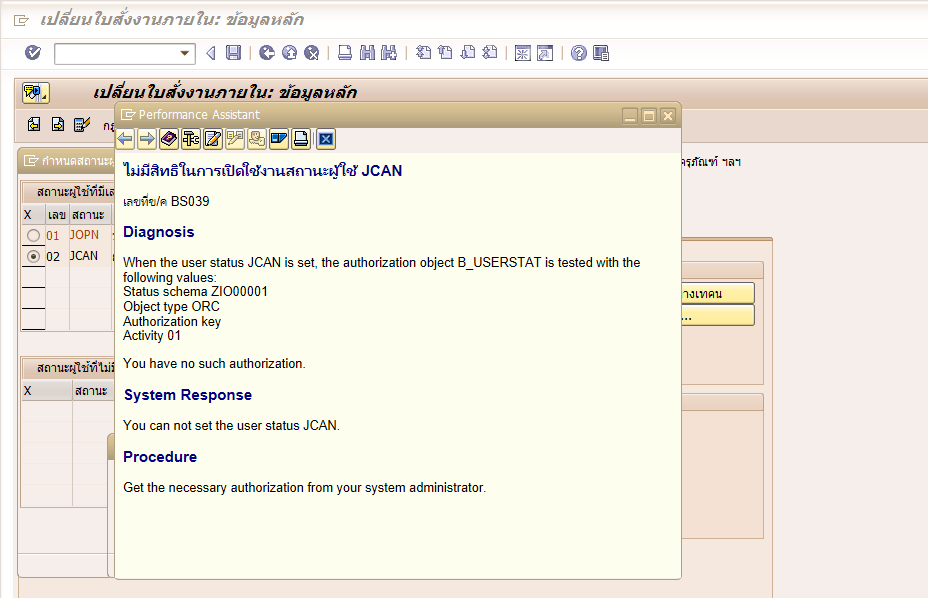 เปลี่ยนใบสั่งงานภายใน: ข้อมูลหลัก
เปลี่ยนใบสั่งงานภายใน: ข้อมูลหลัก
Performance Assistant
ไม่มีสิทธิในการเปิดใช้งานสถานะผู้ใช้ JCAN
เลขที่ข/ค BS039
Diagnosis
When the user status JCAN is set, the authorization object B_USERSTAT is tested with the
following values:
Status schema ZIO00001
Object type ORC
Authorization key
Activity 01
You have no such authorization.
System Response
You can not set the user status JCAN.
Procedure
Get the necessary authorization from your system administrator.
กำหนดสถานะผู้
สถานะผู้ใช้ที่มีเล
X เลข สถานะ
01 JOPN
02 JCAN
สถานะผู้ใช้ที่ไม่มี
X สถานะ
ครุภัณฑ์ ฯลฯ
างเทคน
...